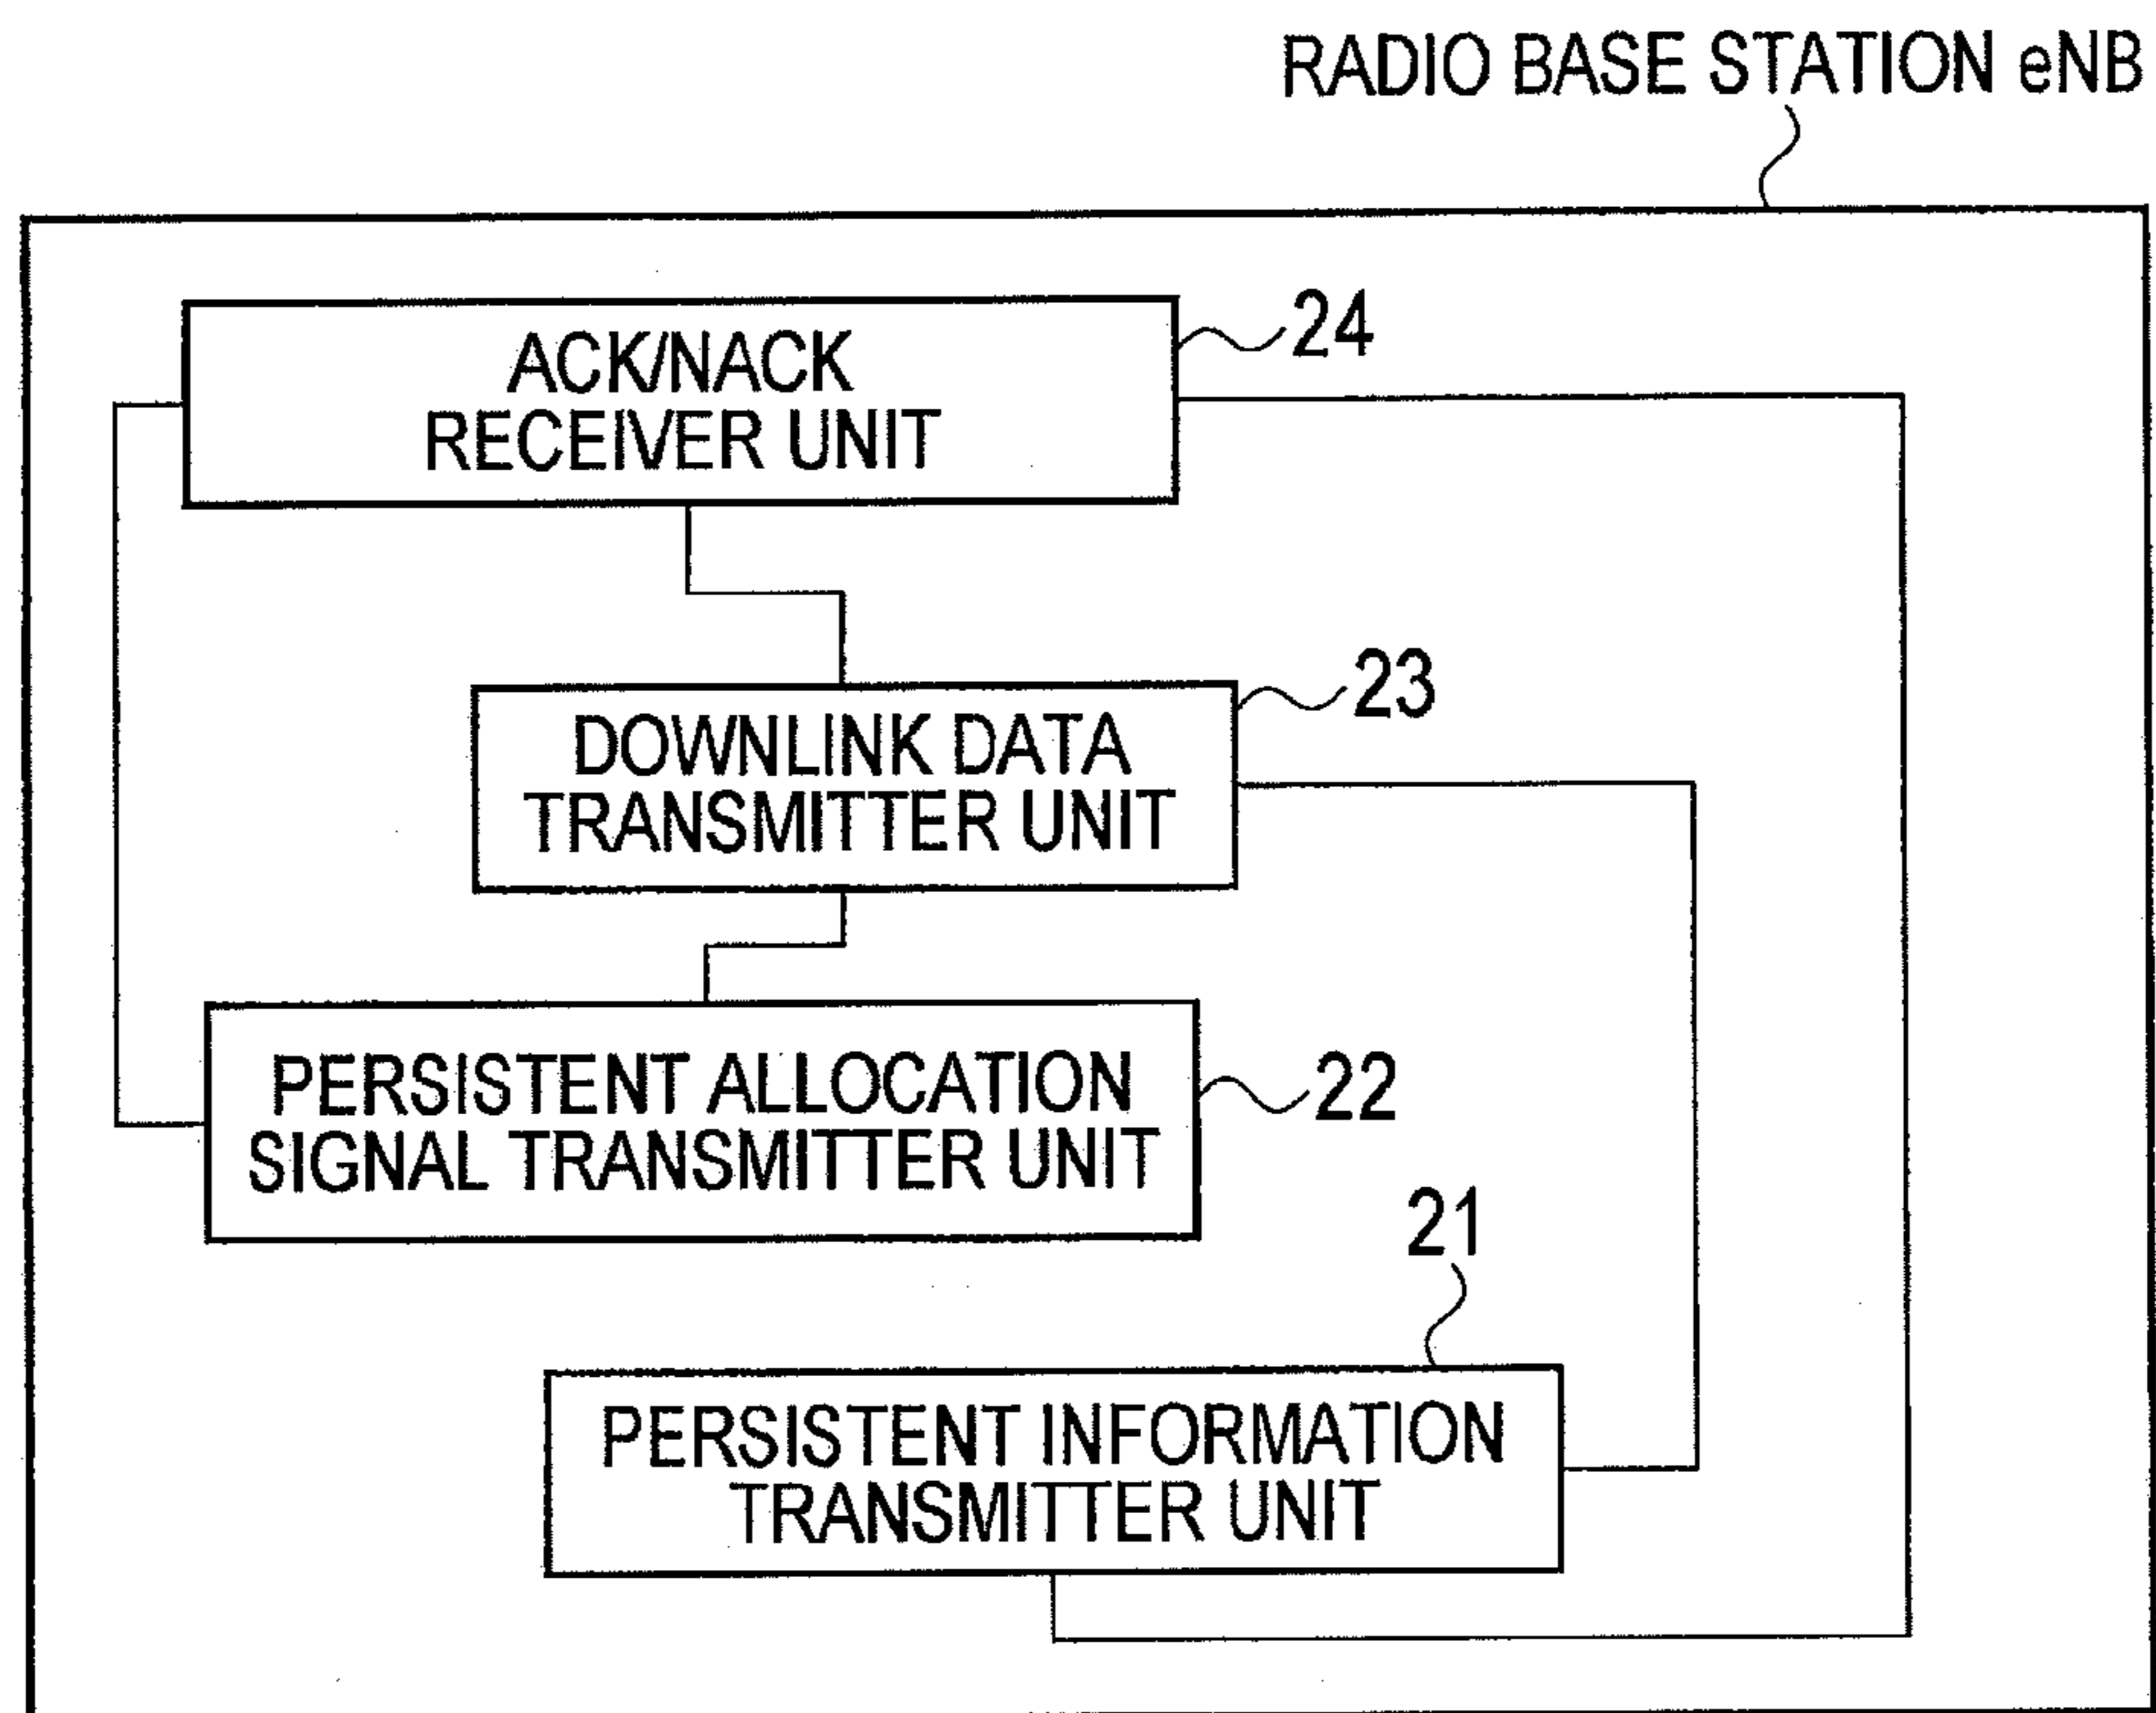 RADIO BASE STATION eNB
ACK/NACK
RECEIVER UNIT
24
DOWNLINK DATA
TRANSMITTER UNIT
23
PERSISTENT ALLOCATION
SIGNAL TRANSMITTER UNIT
22
21
PERSISTENT INFORMATION
TRANSMITTER UNIT